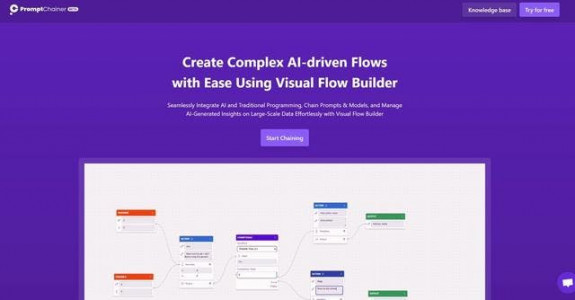 PromptChainer BETA
Knowledge base
Try for free
Create Complex AI-driven Flows
with Ease Using Visual Flow Builder
Seamlessly Integrate AI and Traditional Programming, Chain Prompts & Models, and Manage
AI-Generated Insights on Large-Scale Data Effortlessly with Visual Flow Builder
Start Chaining
OUTPUT
OUTPUT